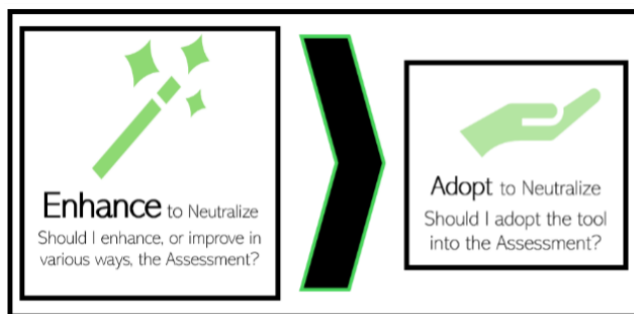 Enhance to Neutralize
Should I enhance, or improve in
various ways, the Assessment?
Adopt to Neutralize
Should I adopt the tool
into the Assessment?